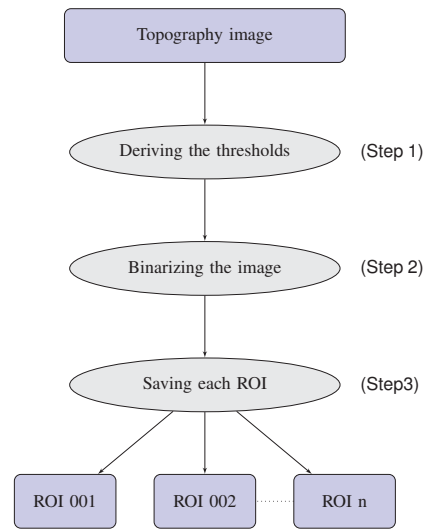 Topography image
Deriving the thresholds (Step 1)
Binarizing the image (Step 2)
Saving each ROI (Step3)
ROI 001 ROI 002 ROI n